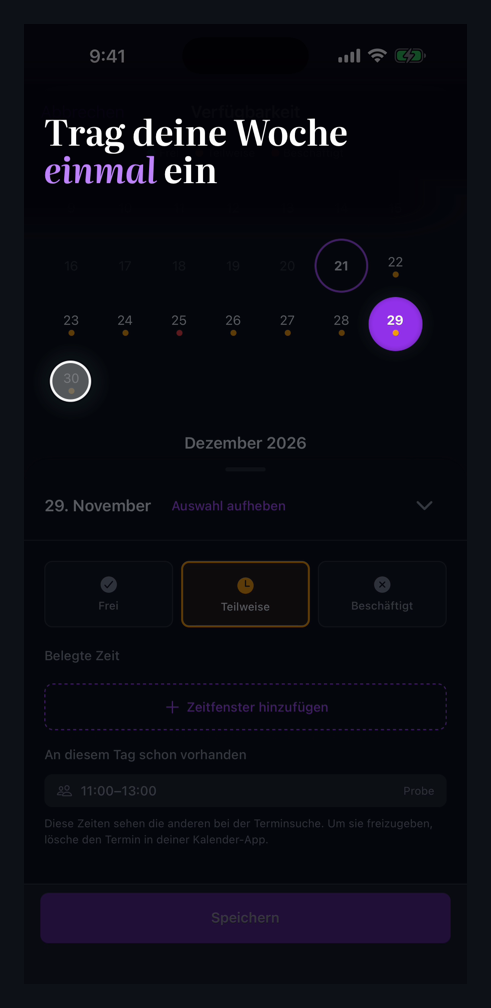 9:41
Verfügbarkeit
Trag deine Woche
einmal ein
16 17 18 19 20 21 22
23 24 25 26 27 28 29
30
Dezember 2026
29. November Auswahl aufheben
Frei Teilweise Beschäftigt
Belegte Zeit
+ Zeitfenster hinzufügen
An diesem Tag schon vorhanden
11:00–13:00 Probe
Diese Zeiten sehen die anderen bei der Terminsuche. Um sie freizugeben,
lösche den Termin in deiner Kalender-App.
Speichern